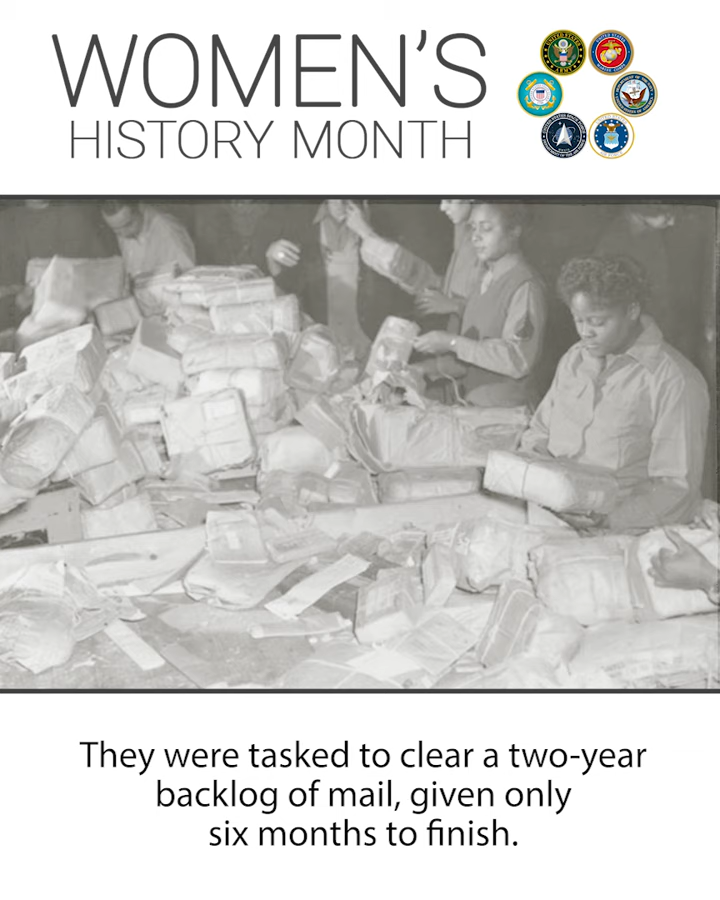 WOMEN'S
HISTORY MONTH
They were tasked to clear a two-year
backlog of mail, given only
six months to finish.